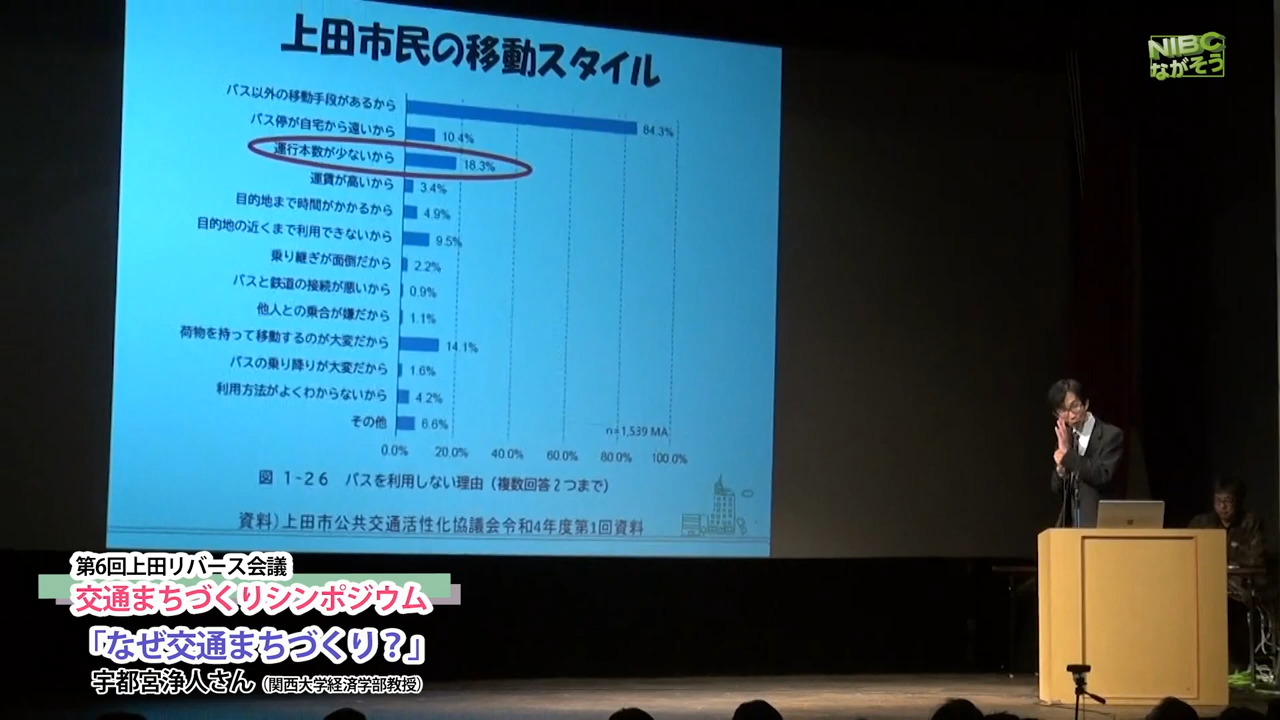 NIBC
ながそう
上田市民の移動スタイル
バス以外の移動手段があるから 84.3%
バス停が自宅から遠いから 10.4%
運行本数が少ないから 18.3%
運賃が高いから 3.4%
目的地まで時間がかかるから 4.9%
目的地の近くまで利用できないから 9.5%
乗り継ぎが面倒だから 2.2%
バスと鉄道の接続が悪いから 0.9%
他人との乗合が嫌だから 1.1%
荷物を持って移動するのが大変だから 14.1%
バスの乗り降りが大変だから 1.6%
利用方法がよくわからないから 4.2%
その他 6.6%
n=1,539 MA
0.0% 20.0% 40.0% 60.0% 80.0% 100.0%
図 1-26 バスを利用しない理由（複数回答2つまで）
資料）上田市公共交通活性化協議会令和4年度第1回資料
第6回上田リバース会議
交通まちづくりシンポジウム
「なぜ交通まちづくり？」
宇都宮浄人さん（関西大学経済学部教授）